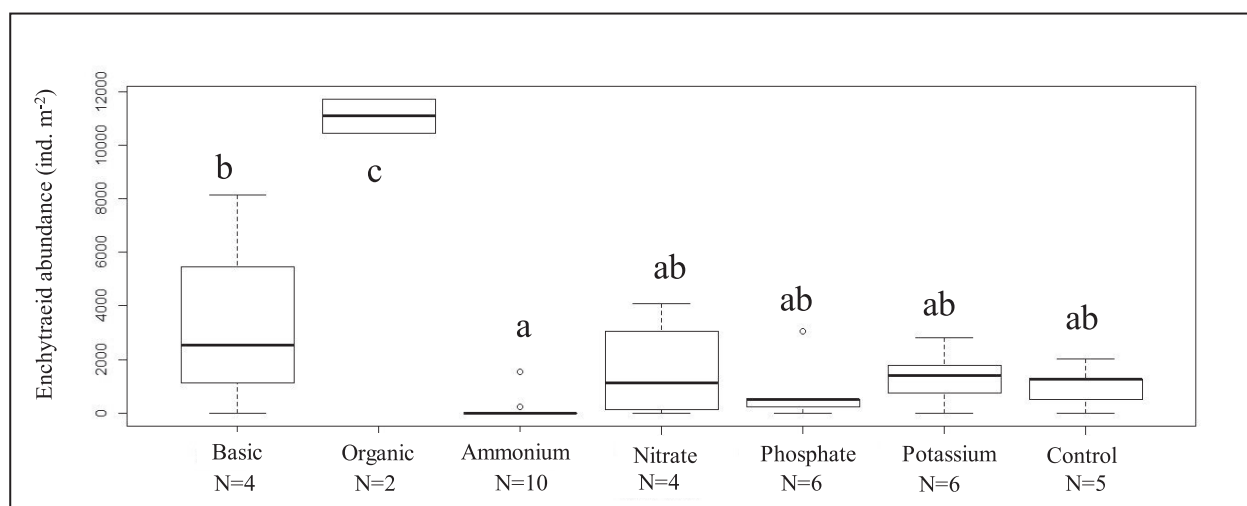 Enchytraeid abundance (ind. m⁻²)
12000
10000
8000
6000
4000
2000
0
b
c
a
ab
ab
ab
ab
Basic Organic Ammonium Nitrate Phosphate Potassium Control
N=4 N=2 N=10 N=4 N=6 N=6 N=5